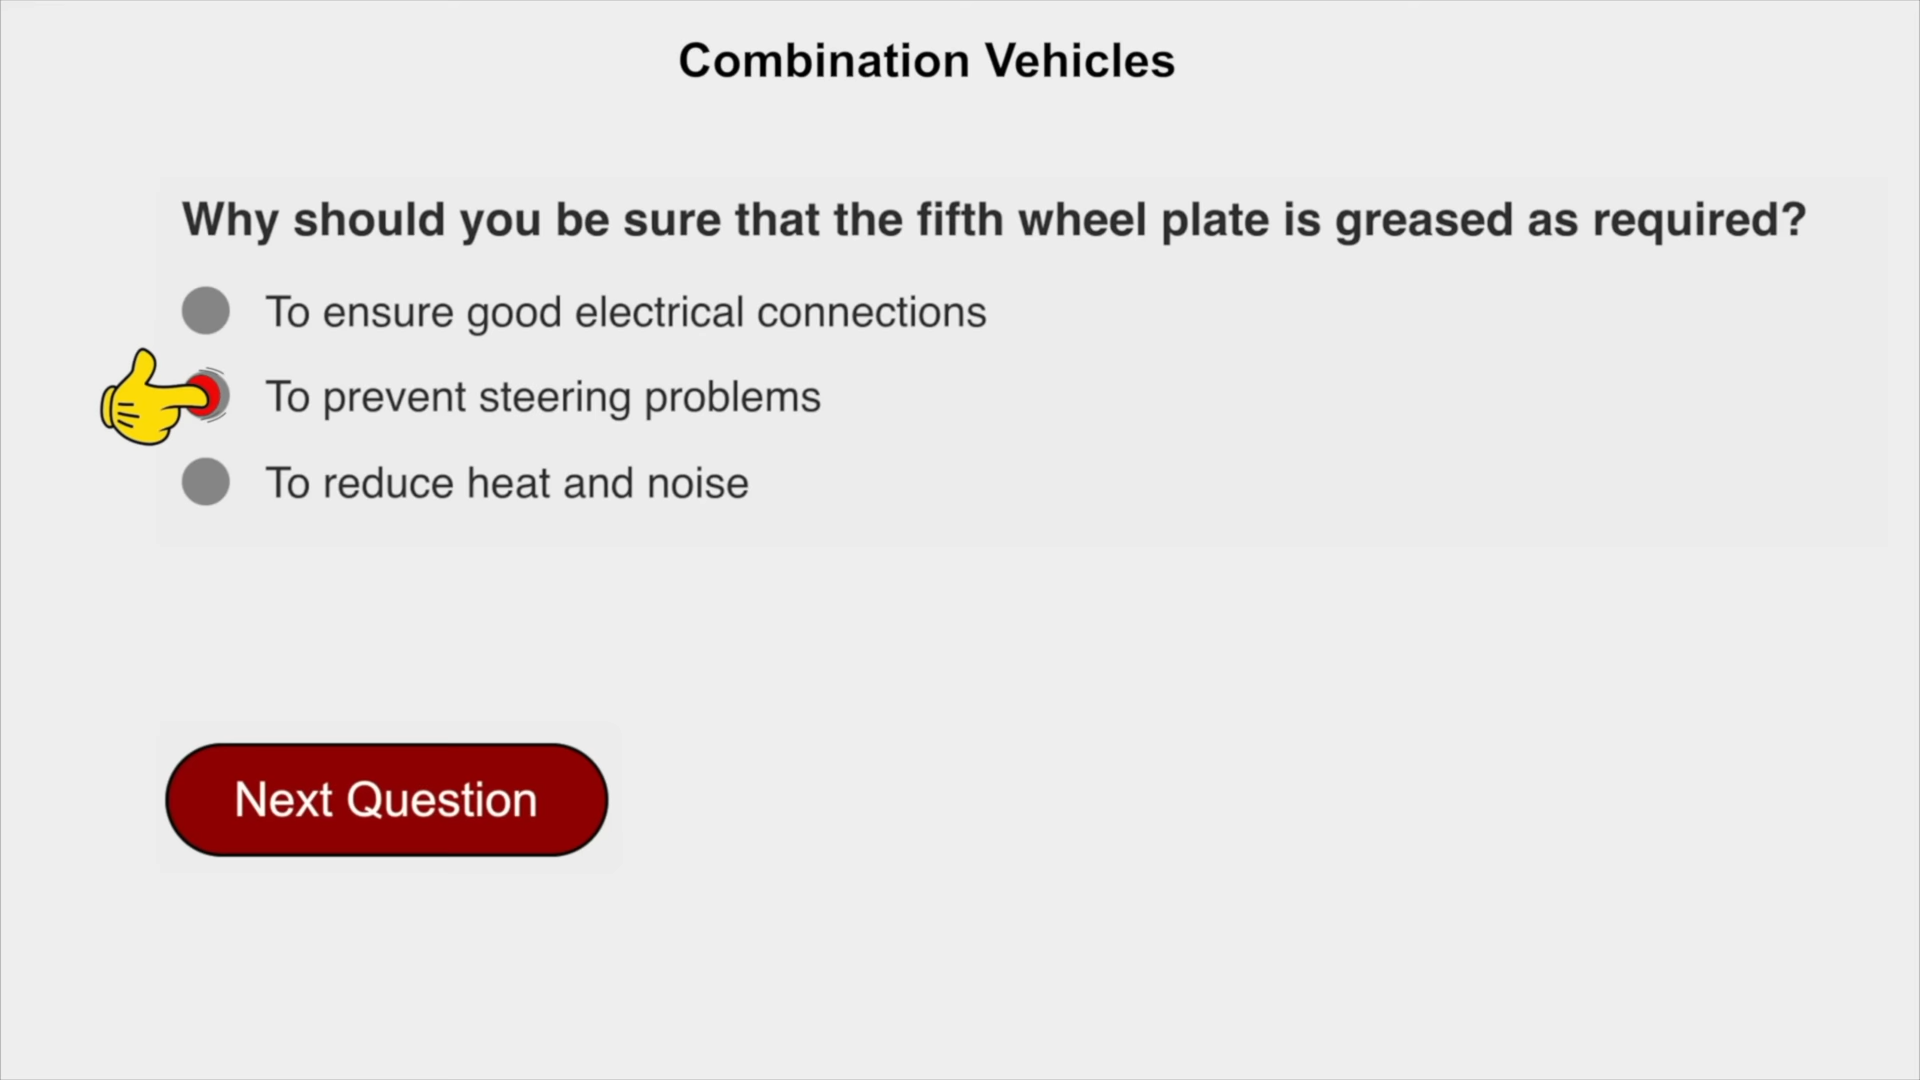 Combination Vehicles
Why should you be sure that the fifth wheel plate is greased as required?
To ensure good electrical connections
To prevent steering problems
To reduce heat and noise
Next Question